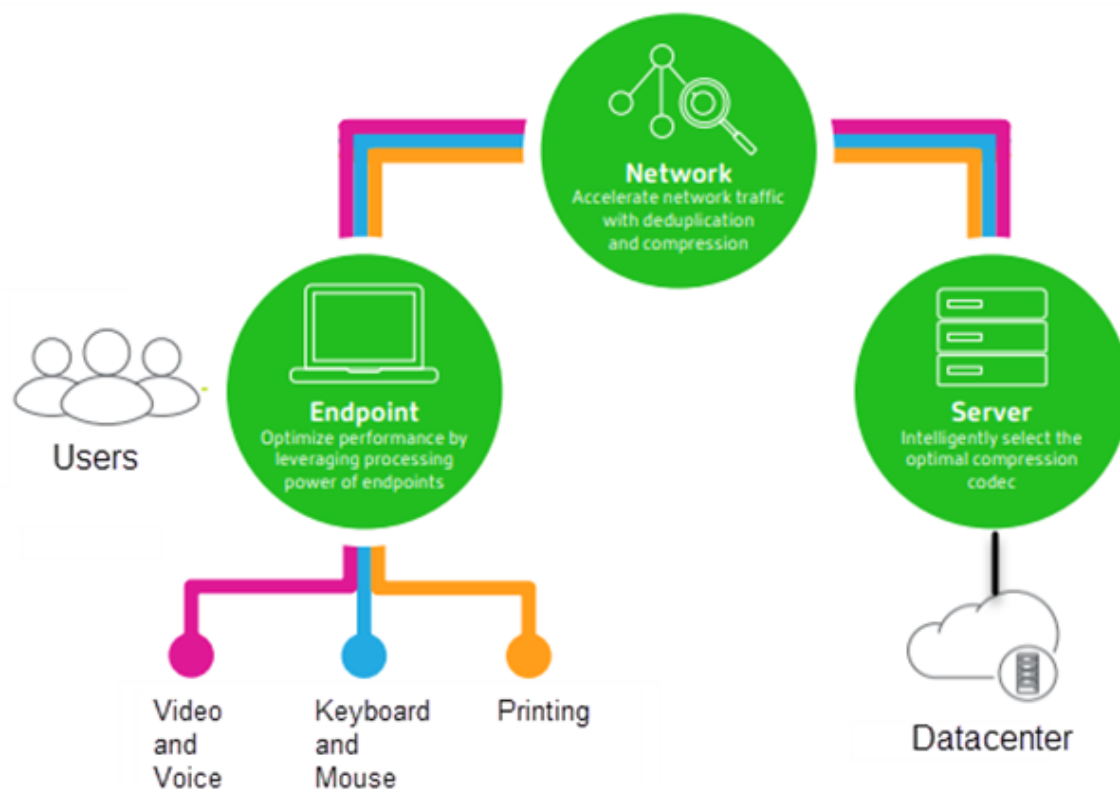 Network
Accelerate network traffic
with deduplication
and compression
Endpoint
Optimize performance by
leveraging processing
power of endpoints
Server
Intelligently select the
optimal compression
codec
Users
Video
and
Voice
Keyboard
and
Mouse
Printing
Datacenter